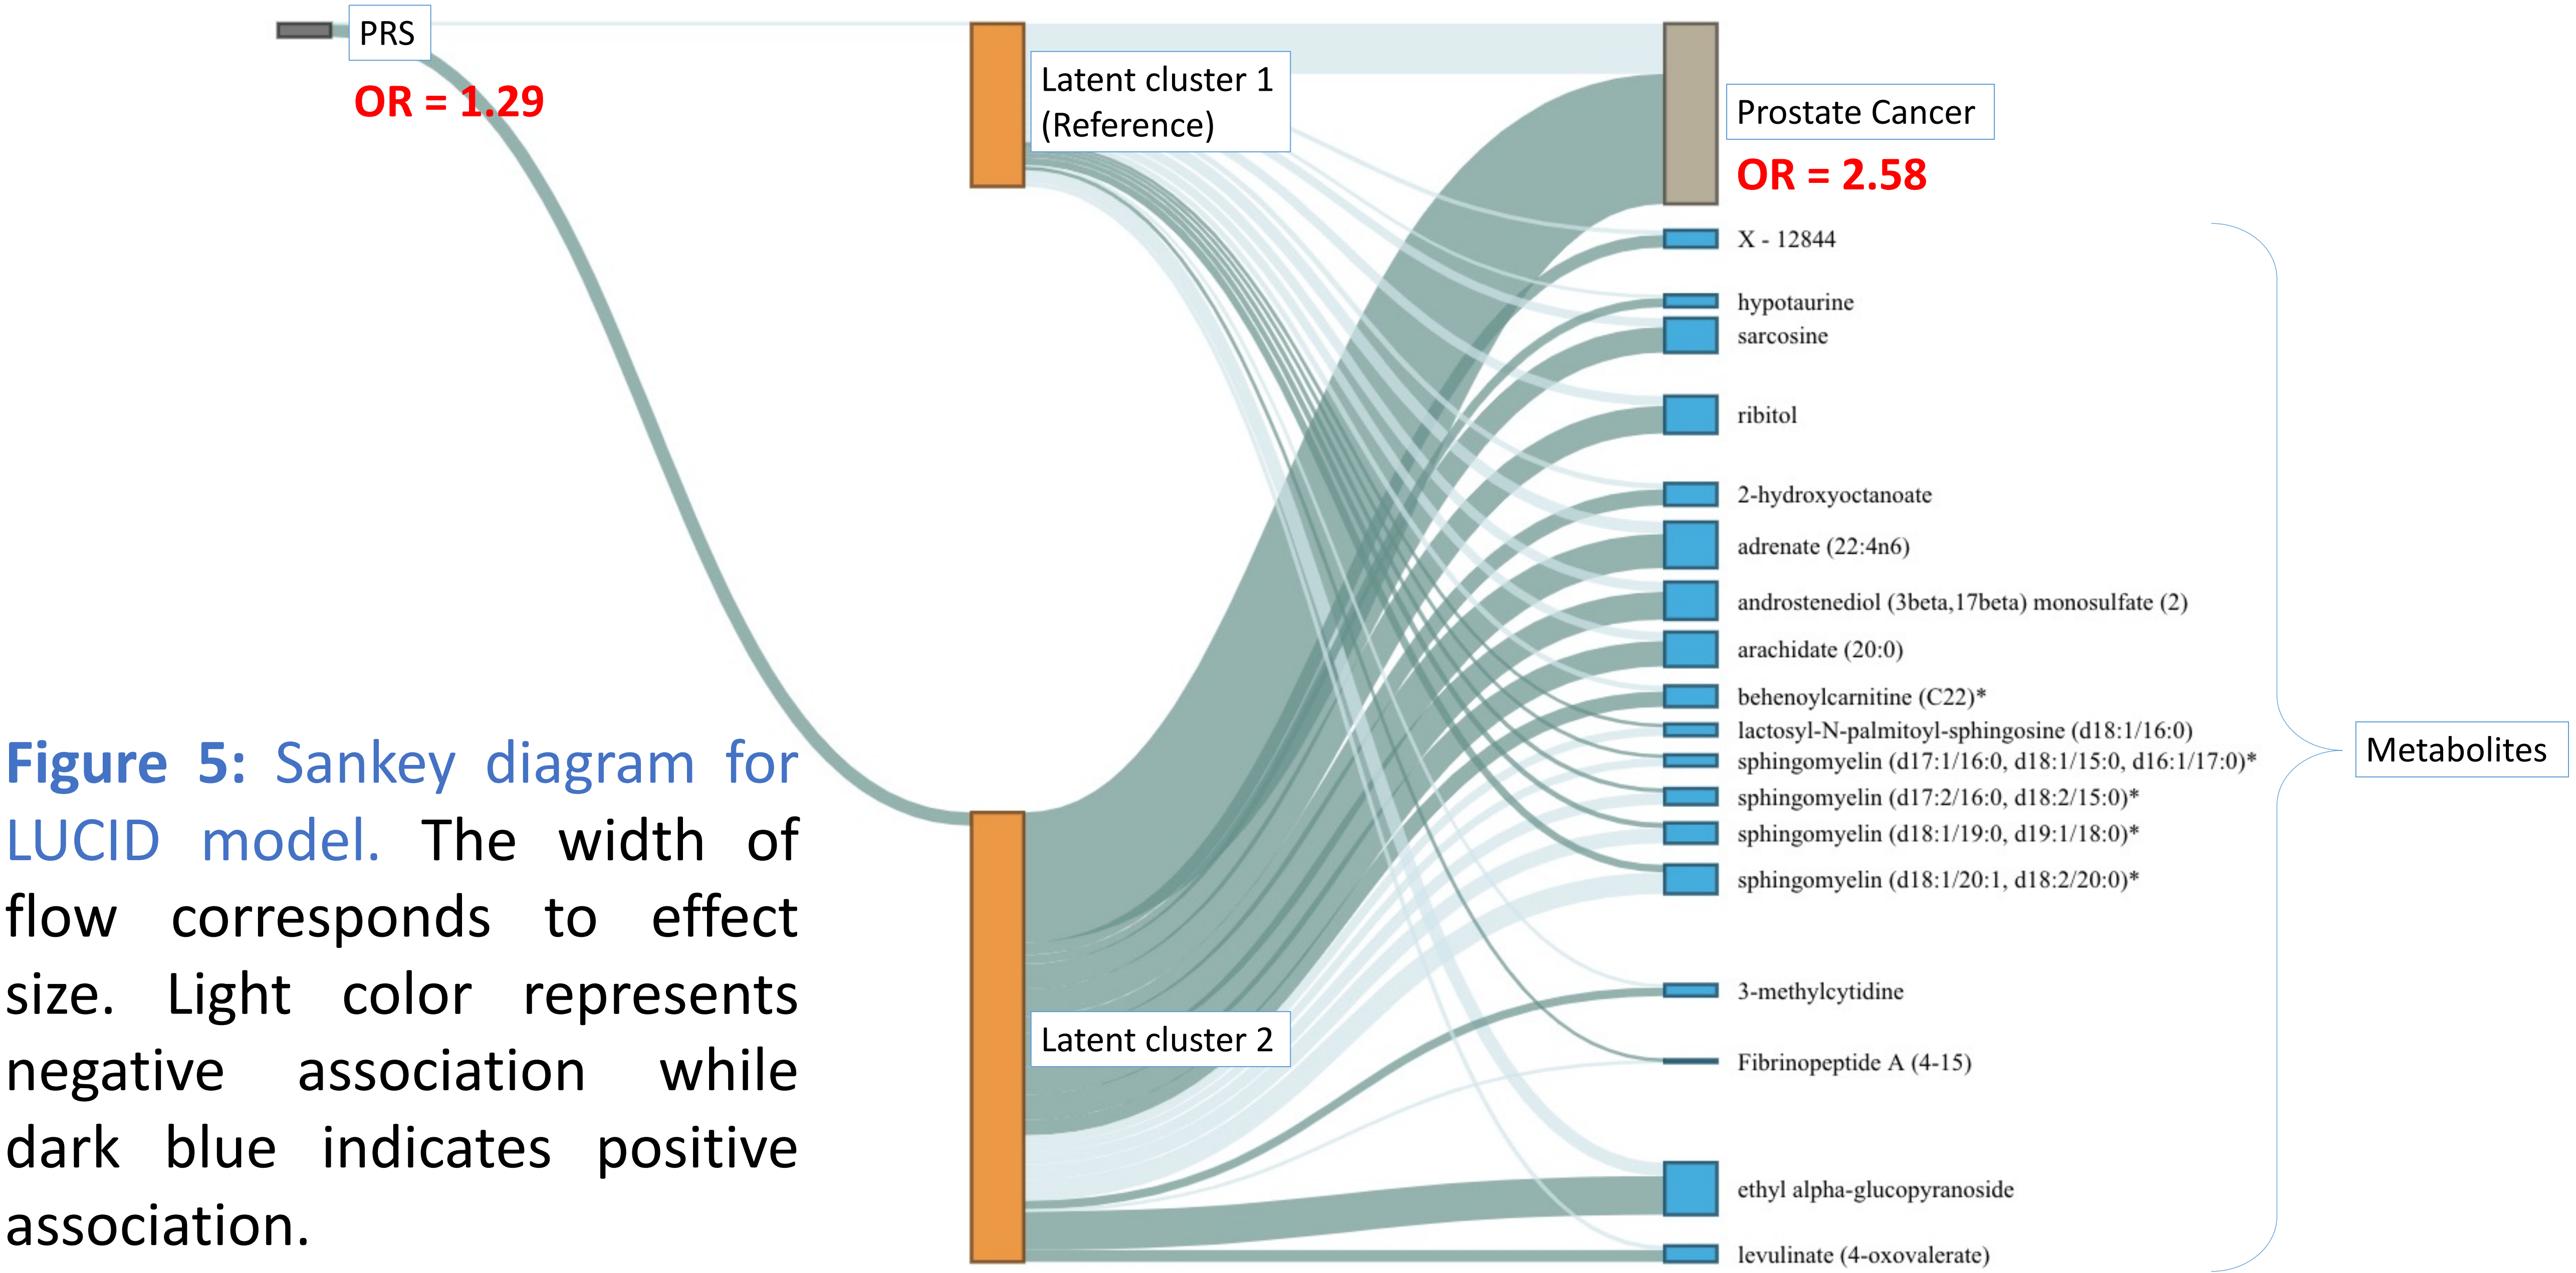 PRS
OR = 1.29
Latent cluster 1
(Reference)
Prostate Cancer
OR = 2.58
X - 12844
hypotaurine
sarcosine
ribitol
2-hydroxyoctanoate
adrenate (22:4n6)
androstenediol (3beta,17beta) monosulfate (2)
arachidate (20:0)
behenoylcarnitine (C22)*
lactosyl-N-palmitoyl-sphingosine (d18:1/16:0)
sphingomyelin (d17:1/16:0, d18:1/15:0, d16:1/17:0)*
sphingomyelin (d17:2/16:0, d18:2/15:0)*
sphingomyelin (d18:1/19:0, d19:1/18:0)*
sphingomyelin (d18:1/20:1, d18:2/20:0)*
3-methylcytidine
Fibrinopeptide A (4-15)
ethyl alpha-glucopyranoside
levulinate (4-oxovalerate)
Metabolites
Latent cluster 2
Figure 5: Sankey diagram for
LUCID model. The width of
flow corresponds to effect
size. Light color represents
negative association while
dark blue indicates positive
association.